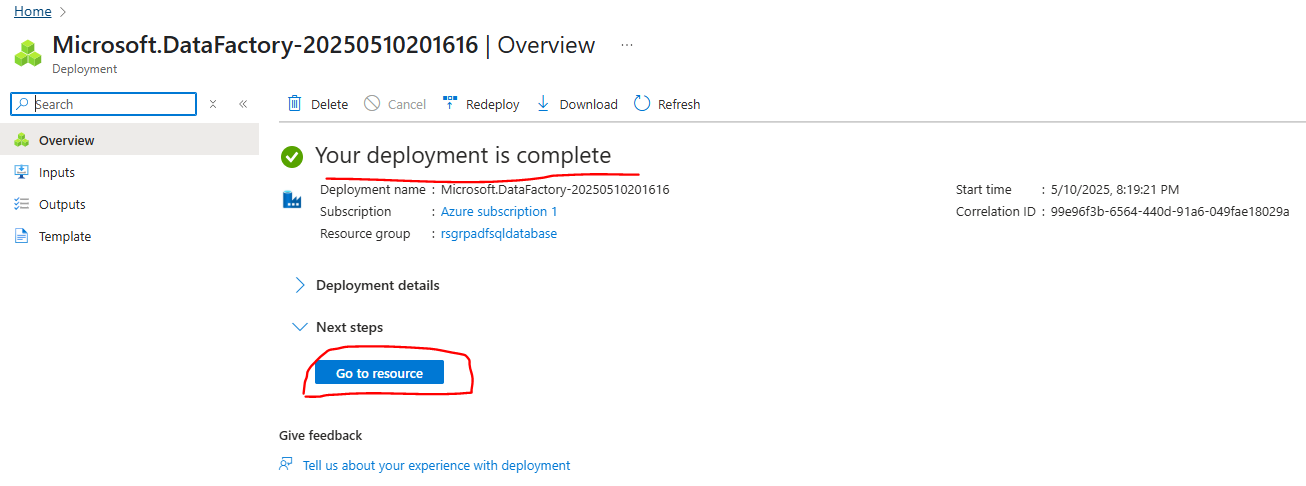 Home >
Microsoft.DataFactory-20250510201616 | Overview ...
Deployment
Search
Delete Cancel Redeploy Download Refresh
Overview
Inputs
Outputs
Template
Your deployment is complete
Deployment name : Microsoft.DataFactory-20250510201616
Subscription : Azure subscription 1
Resource group : rsgrpadfsqldatabase
Start time : 5/10/2025, 8:19:21 PM
Correlation ID : 99e96f3b-6564-440d-91a6-049fae18029a
Deployment details
Next steps
Go to resource
Give feedback
Tell us about your experience with deployment